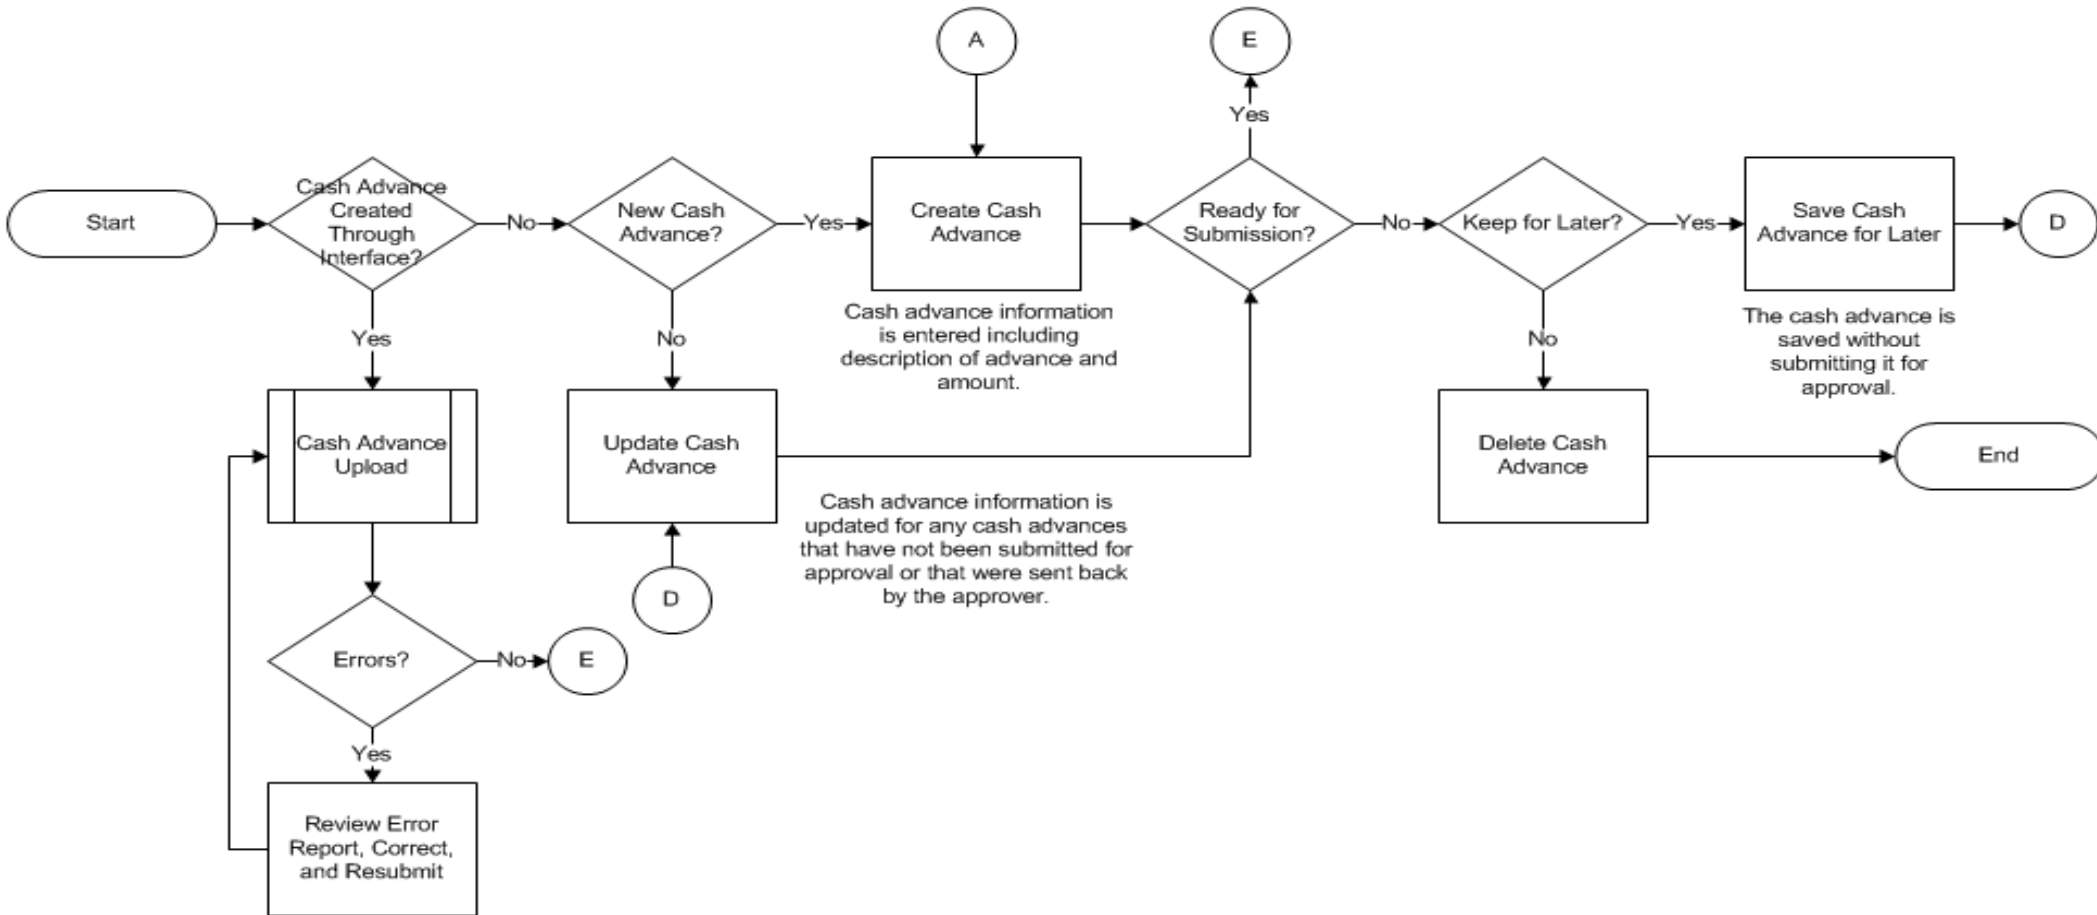 A
E
Yes
Start
Cash Advance
Created
Through
Interface?
No
New Cash
Advance?
Yes
Create Cash
Advance
Ready for
Submission?
No
Keep for Later?
Yes
Save Cash
Advance for Later
D
Yes
No
Cash advance information
is entered including
description of advance and
amount.
No
The cash advance is
saved without
submitting it for
approval.
Cash Advance
Upload
Update Cash
Advance
Delete Cash
Advance
End
Cash advance information is
updated for any cash advances
that have not been submitted for
approval or that were sent back
by the approver.
D
Errors?
No
E
Yes
Review Error
Report, Correct,
and Resubmit